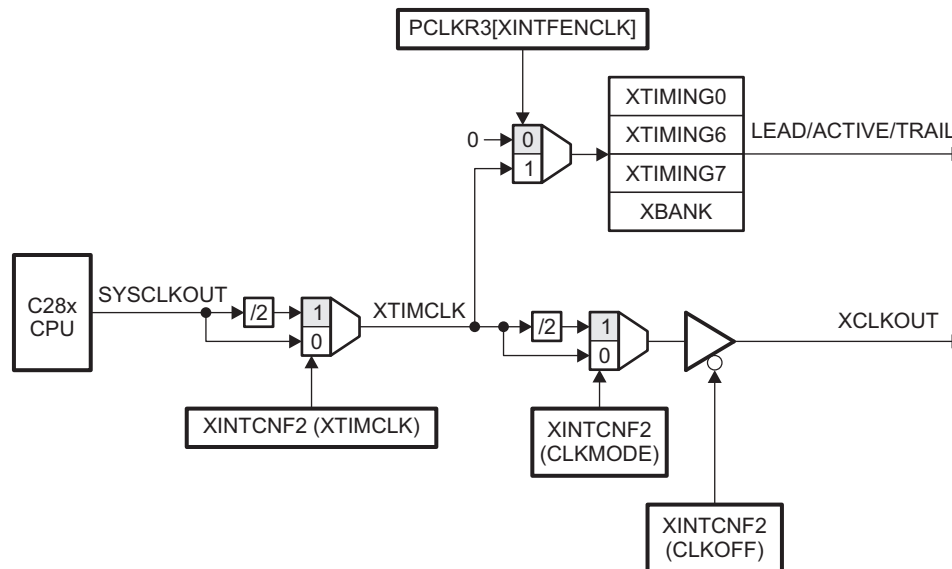 PCLKR3[XINTFENCLK]
0
0
1
XTIMING0
XTIMING6
XTIMING7
XBANK
LEAD/ACTIVE/TRAIL
C28x
CPU
SYSCLKOUT
/2
1
0
XTIMCLK
/2
1
0
XCLKOUT
XINTCNF2 (XTIMCLK)
XINTCNF2
(CLKMODE)
XINTCNF2
(CLKOFF)